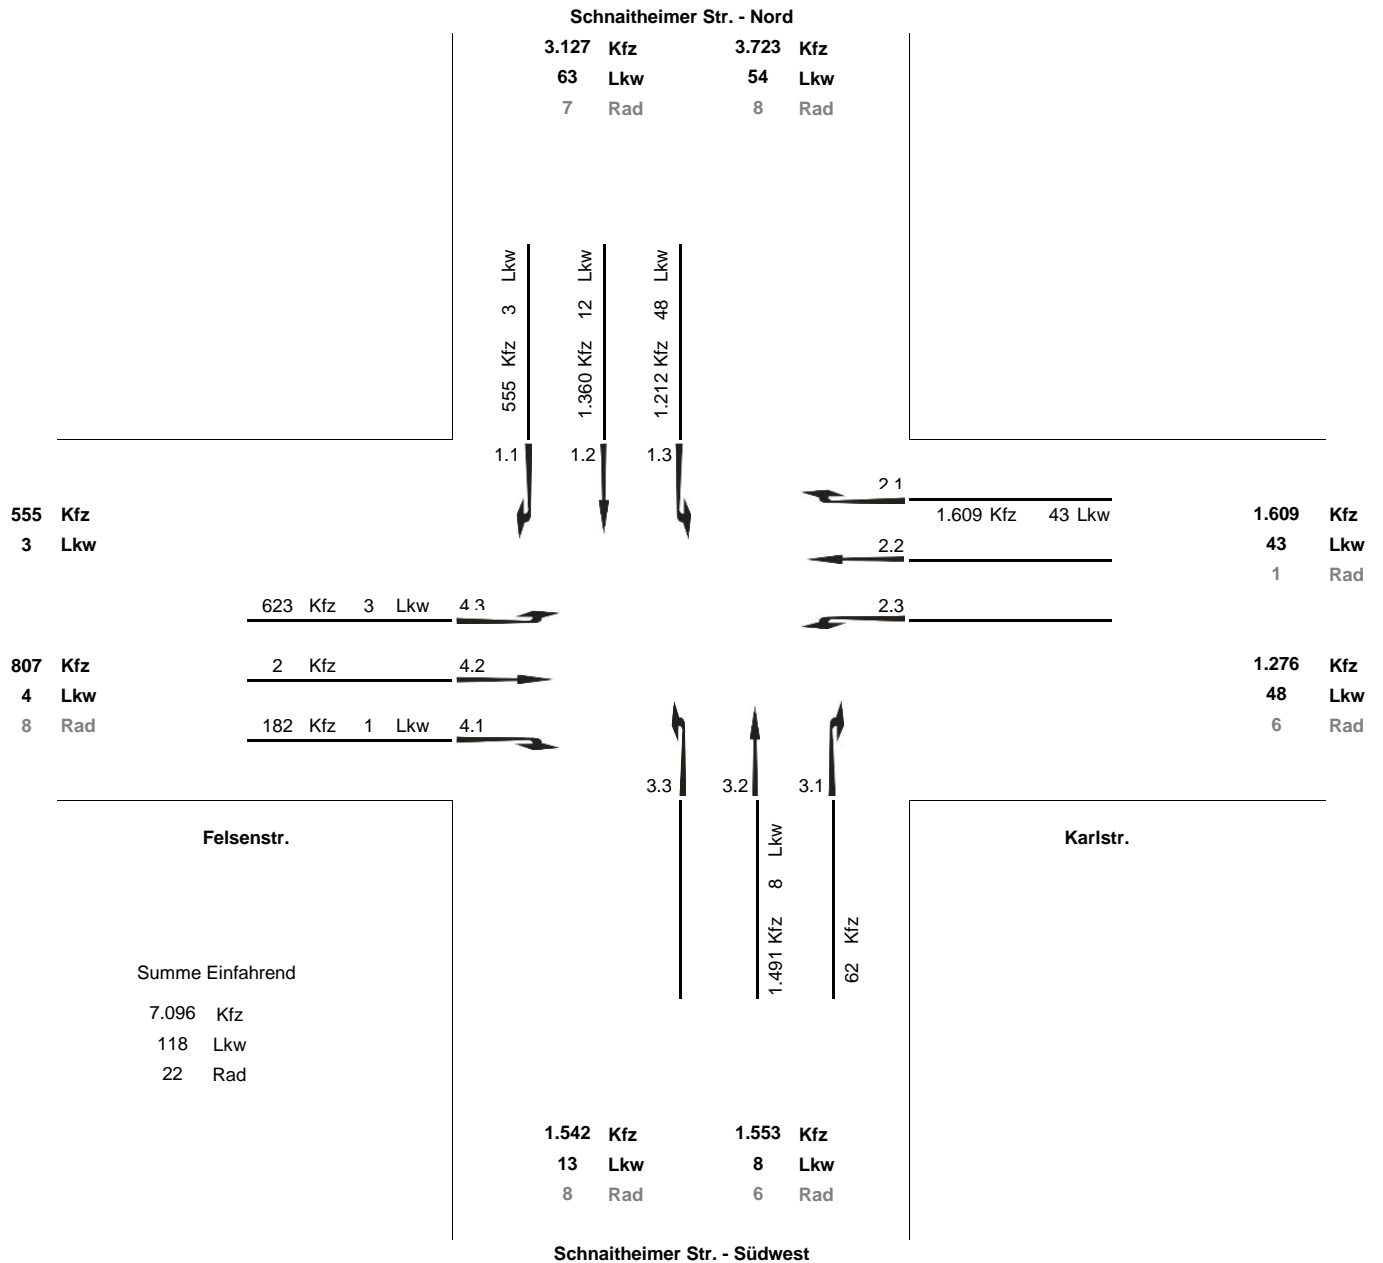 Schnaitheimer Str. - Nord
3.127 Kfz 3.723 Kfz
63 Lkw 54 Lkw
7 Rad 8 Rad
555 Kfz 3 Lkw
1.360 Kfz 12 Lkw
1.212 Kfz 48 Lkw
1.1 1.2 1.3
2.1
555 Kfz
3 Lkw
1.609 Kfz 43 Lkw
1.609 Kfz
43 Lkw
1 Rad
2.2
623 Kfz 3 Lkw 4.3
2.3
807 Kfz
4 Lkw
8 Rad
2 Kfz 4.2
182 Kfz 1 Lkw 4.1
1.276 Kfz
48 Lkw
6 Rad
3.3 3.2 3.1
1.491 Kfz 8 Lkw
62 Kfz
Felsenstr.
Karlstr.
Summe Einfahrend
7.096 Kfz
118 Lkw
22 Rad
1.542 Kfz 1.553 Kfz
13 Lkw 8 Lkw
8 Rad 6 Rad
Schnaitheimer Str. - Südwest